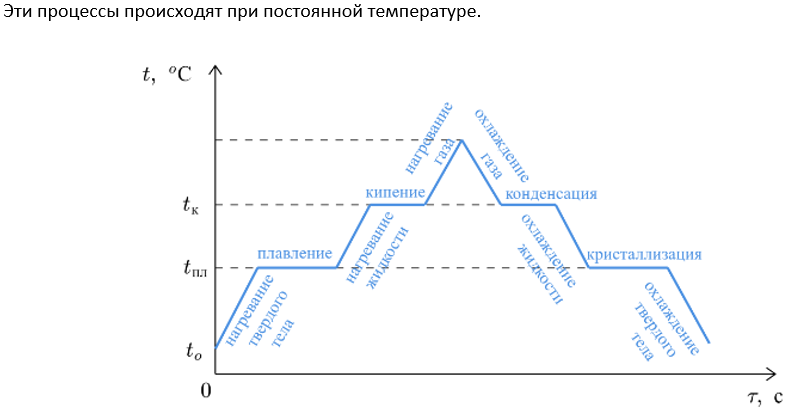 Эти процессы происходят при постоянной температуре.
t, °C
нагревание
газа
охлаждение
газа
кипение
конденсация
tк
нагревание
жидкости
охлаждение
жидкости
плавление
кристаллизация
tпл
нагревание
твердого
тела
охлаждение
твердого
тела
to
0
τ, с